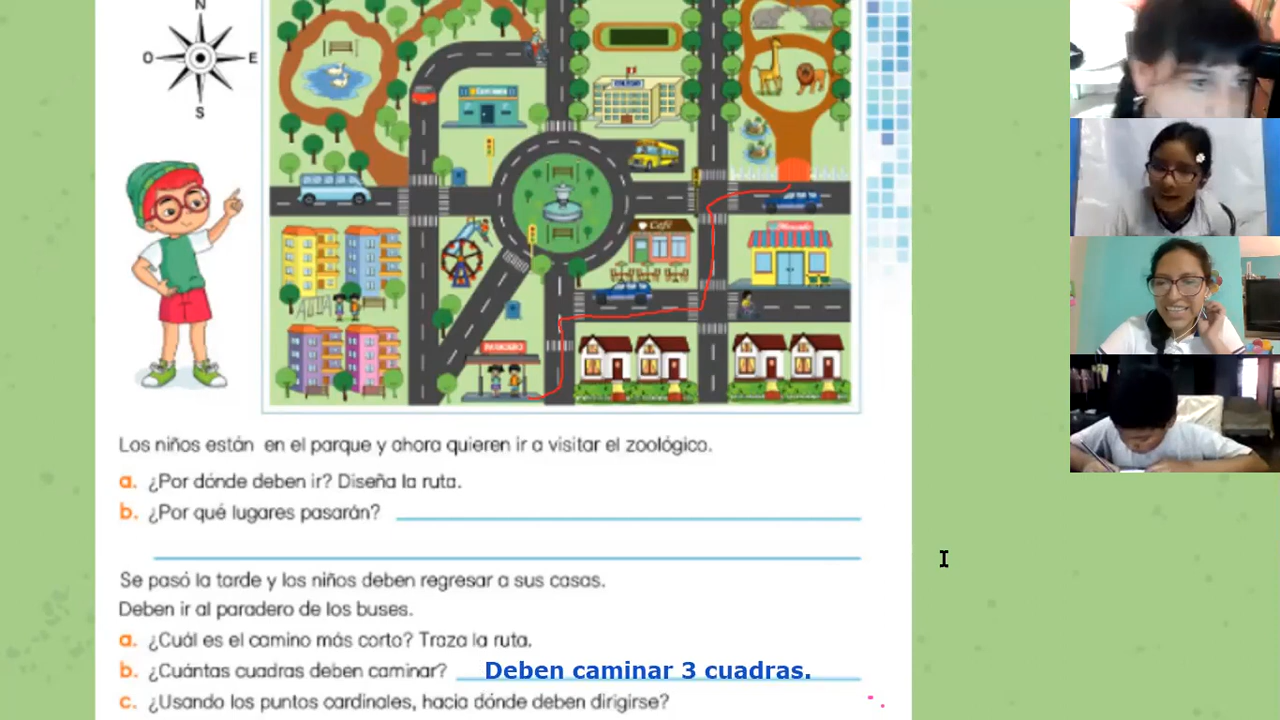 N
O
E
S
Café
Mercado
PARADERO
Los niños están en el parque y ahora quieren ir a visitar el zoológico.
a. ¿Por dónde deben ir? Diseña la ruta.
b. ¿Por qué lugares pasarán?
Se pasó la tarde y los niños deben regresar a sus casas.
Deben ir al paradero de los buses.
a. ¿Cuál es el camino más corto? Traza la ruta.
b. ¿Cuántas cuadras deben caminar? Deben caminar 3 cuadras.
c. ¿Usando los puntos cardinales, hacia dónde deben dirigirse?